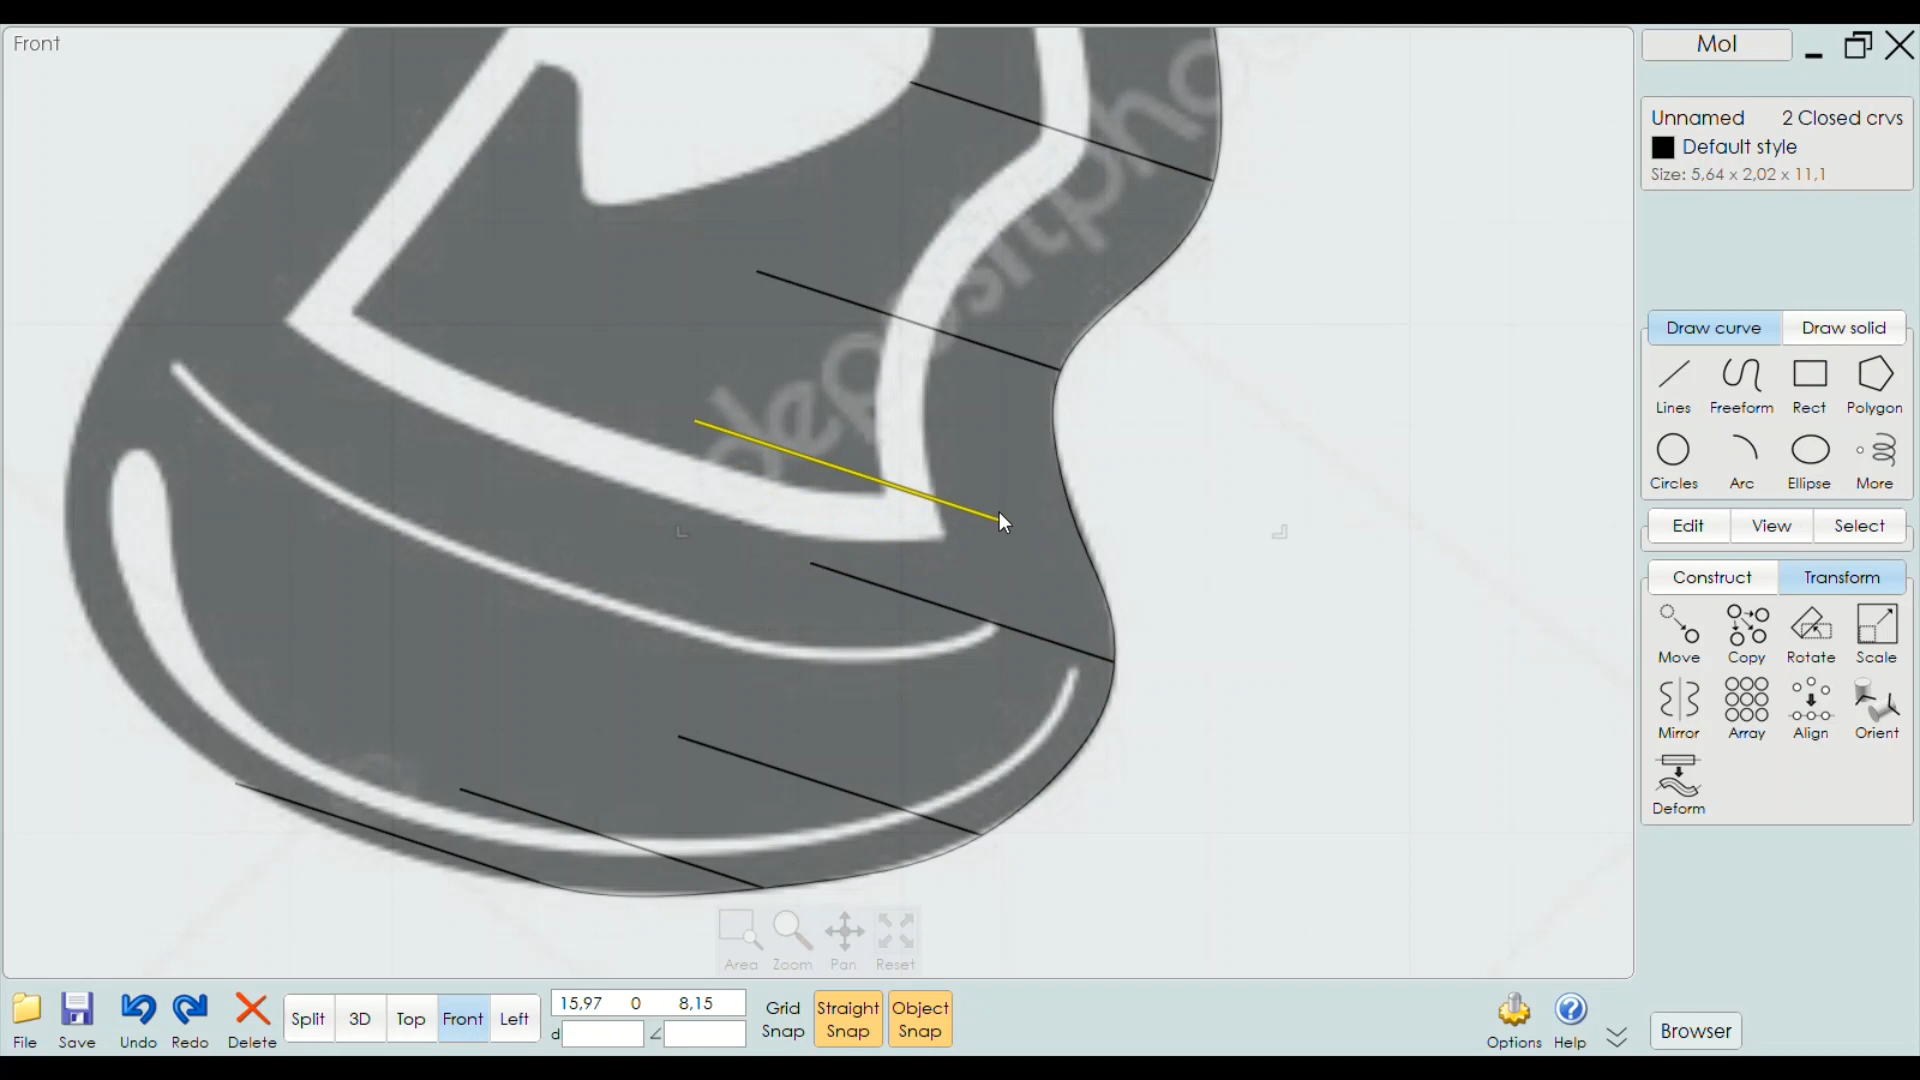 Front
MoI
Unnamed 2 Closed crvs
Default style
Size: 5,64 x 2,02 x 11,1
Draw curve Draw solid
Lines Freeform Rect Polygon
Circles Arc Ellipse More
Edit View Select
Construct Transform
Move Copy Rotate Scale
Mirror Array Align Orient
Deform
depositpho
Area Zoom Pan Reset
File Save Undo Redo Delete
Split 3D Top Front Left
15,97 0 8,15
d
Grid Snap
Straight Snap
Object Snap
Options Help
Browser